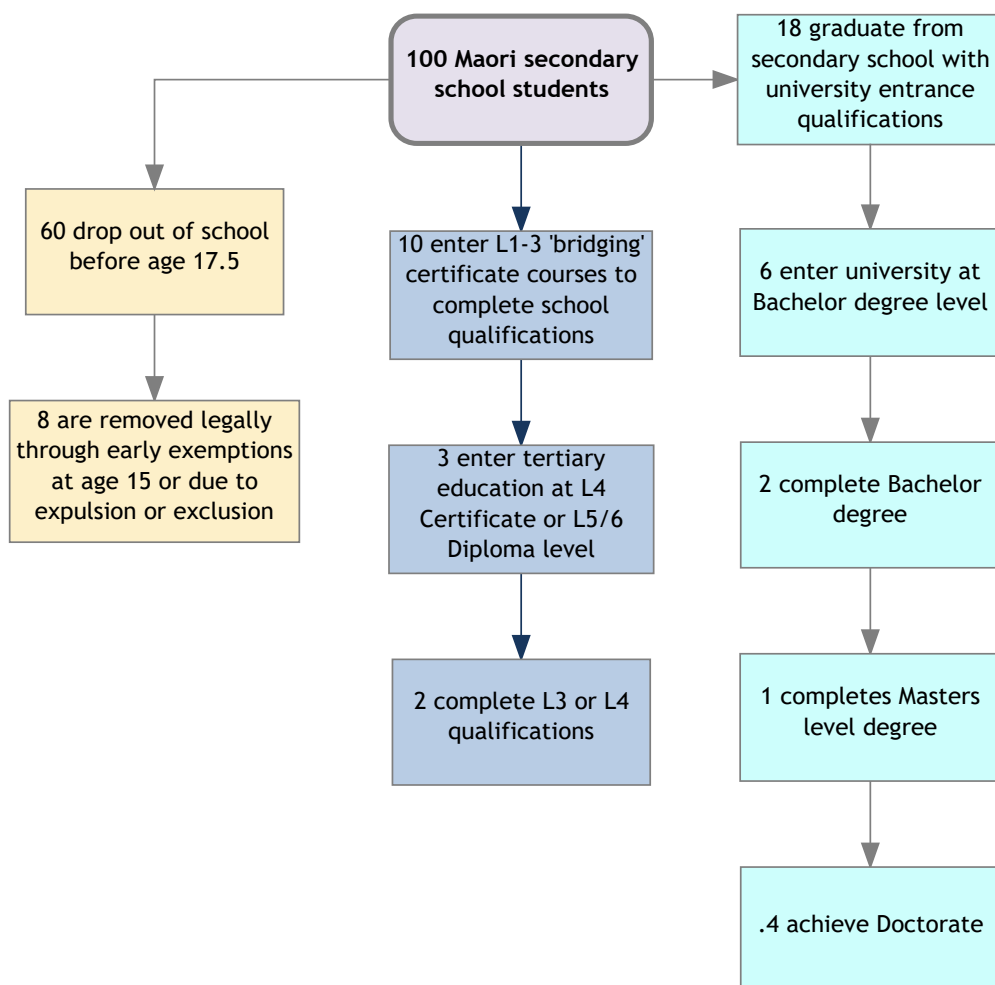 100 Maori secondary
school students
60 drop out of school
before age 17.5
8 are removed legally
through early exemptions
at age 15 or due to
expulsion or exclusion
10 enter L1-3 'bridging'
certificate courses to
complete school
qualifications
3 enter tertiary
education at L4
Certificate or L5/6
Diploma level
2 complete L3 or L4
qualifications
18 graduate from
secondary school with
university entrance
qualifications
6 enter university at
Bachelor degree level
2 complete Bachelor
degree
1 completes Masters
level degree
.4 achieve Doctorate